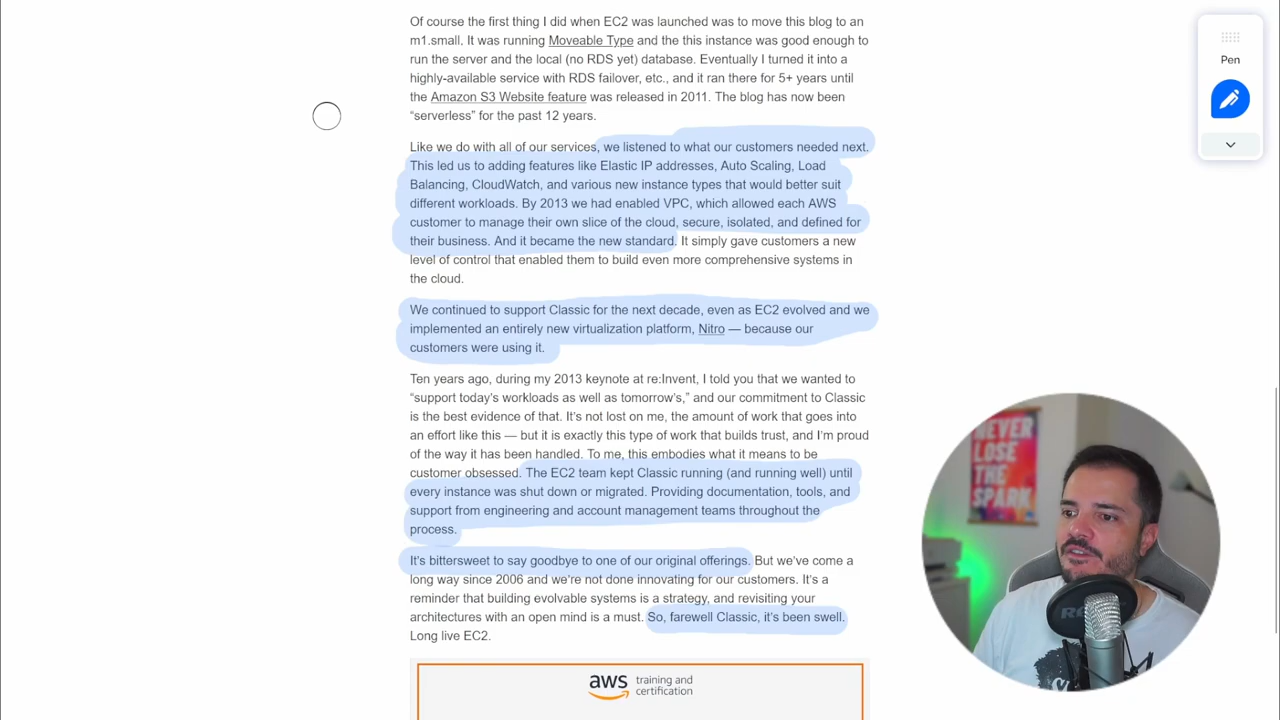 Of course the first thing I did when EC2 was launched was to move this blog to an
m1.small. It was running Moveable Type and the this instance was good enough to
run the server and the local (no RDS yet) database. Eventually I turned it into a
highly-available service with RDS failover, etc., and it ran there for 5+ years until
the Amazon S3 Website feature was released in 2011. The blog has now been
“serverless” for the past 12 years.
Like we do with all of our services, we listened to what our customers needed next.
This led us to adding features like Elastic IP addresses, Auto Scaling, Load
Balancing, CloudWatch, and various new instance types that would better suit
different workloads. By 2013 we had enabled VPC, which allowed each AWS
customer to manage their own slice of the cloud, secure, isolated, and defined for
their business. And it became the new standard. It simply gave customers a new
level of control that enabled them to build even more comprehensive systems in
the cloud.
We continued to support Classic for the next decade, even as EC2 evolved and we
implemented an entirely new virtualization platform, Nitro — because our
customers were using it.
Ten years ago, during my 2013 keynote at re:Invent, I told you that we wanted to
“support today’s workloads as well as tomorrow’s,” and our commitment to Classic
is the best evidence of that. It’s not lost on me, the amount of work that goes into
an effort like this — but it is exactly this type of work that builds trust, and I’m proud
of the way it has been handled. To me, this embodies what it means to be
customer obsessed. The EC2 team kept Classic running (and running well) until
every instance was shut down or migrated. Providing documentation, tools, and
support from engineering and account management teams throughout the
process.
It’s bittersweet to say goodbye to one of our original offerings. But we’ve come a
long way since 2006 and we’re not done innovating for our customers. It’s a
reminder that building evolvable systems is a strategy, and revisiting your
architectures with an open mind is a must. So, farewell Classic, it’s been swell.
Long live EC2.
aws training and
certification
Pen
NEVER
LOSE
THE
SPARK